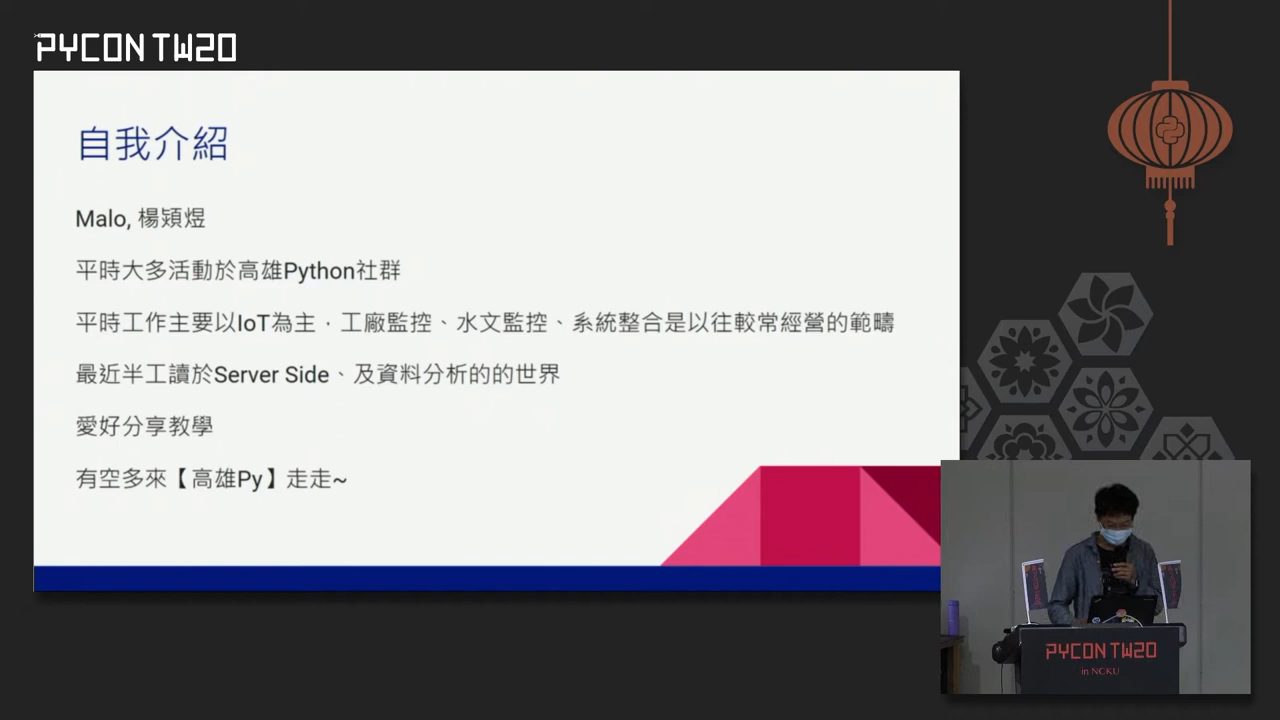 PYCON TW20
自我介紹
Malo, 楊穎煜
平時大多活動於高雄Python社群
平時工作主要以IoT為主，工廠監控、水文監控、系統整合是以往較常經營的範疇
最近半工讀於Server Side、及資料分析的的世界
愛好分享教學
有空多來【高雄Py】走走~
PYCON TW20
in NCKU